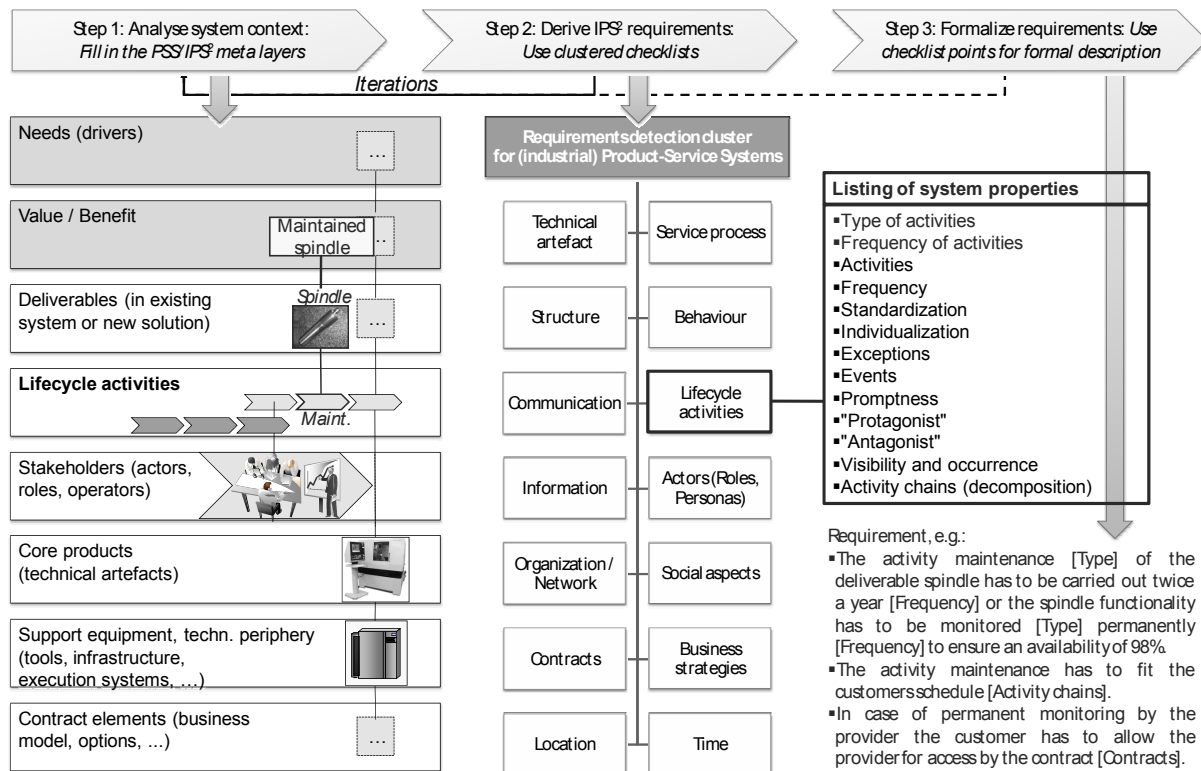 Step 1: Analyse system context:
Fill in the PSS/IPS² meta layers
Step 2: Derive IPS² requirements:
Use clustered checklists
Step 3: Formalize requirements: Use
checklist points for formal description
Iterations
Needs (drivers)
...
Value / Benefit
Maintained
spindle
..
Deliverables (in existing
system or new solution)
Spindle
...
Lifecycle activities
Maint.
Stakeholders (actors,
roles, operators)
Core products
(technical artefacts)
Support equipment, techn. periphery
(tools, infrastructure,
execution systems, ...)
Contract elements (business
model, options, ...)
...
Requirements detection cluster
for (industrial) Product-Service Systems
Technical
artefact
Service process
Structure
Behaviour
Communication
Lifecycle
activities
Information
Actors (Roles,
Personas)
Organization /
Network
Social aspects
Contracts
Business
strategies
Location
Time
Listing of system properties
▪Type of activities
▪Frequency of activities
▪Activities
▪Frequency
▪Standardization
▪Individualization
▪Exceptions
▪Events
▪Promptness
▪"Protagonist"
▪"Antagonist"
▪Visibility and occurrence
▪Activity chains (decomposition)
Requirement, e.g.:
▪The activity maintenance [Type] of the
deliverable spindle has to be carried out twice
a year [Frequency] or the spindle functionality
has to be monitored [Type] permanently
[Frequency] to ensure an availability of 98%.
▪The activity maintenance has to fit the
customers schedule [Activity chains].
▪In case of permanent monitoring by the
provider the customer has to allow the
provider for access by the contract [Contracts].